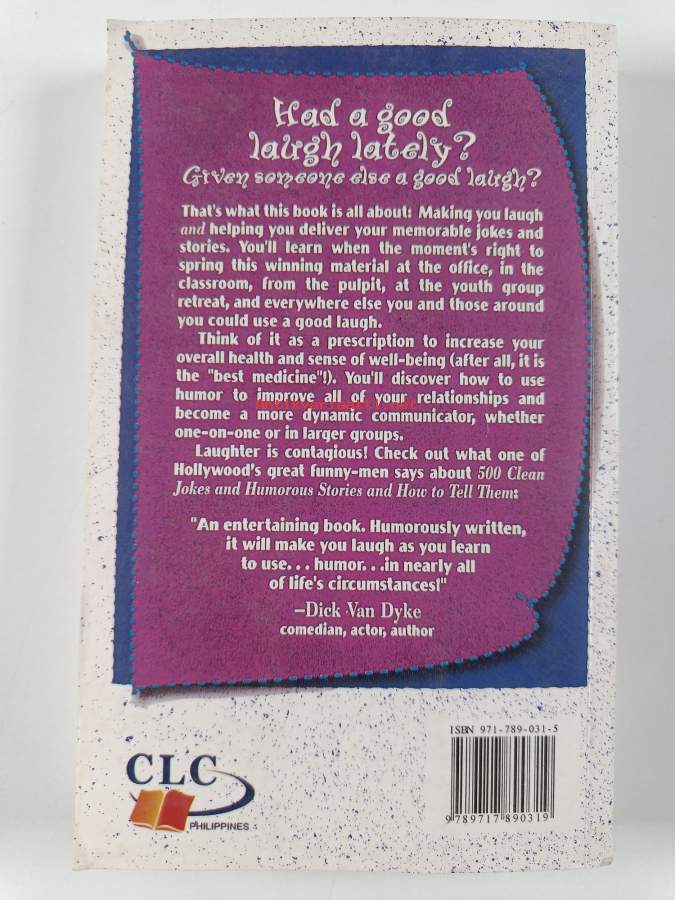 Had a good
laugh lately?
Given someone else a good laugh?
That's what this book is all about: Making you laugh
and helping you deliver your memorable jokes and
stories. You'll learn when the moment's right to
spring this winning material at the office, in the
classroom, from the pulpit, at the youth group
retreat, and everywhere else you and those around
you could use a good laugh.
Think of it as a prescription to increase your
overall health and sense of well-being (after all, it is
the "best medicine"!). You'll discover how to use
humor to improve all of your relationships and
become a more dynamic communicator, whether
one-on-one or in larger groups.
Laughter is contagious! Check out what one of
Hollywood's great funny-men says about 500 Clean
Jokes and Humorous Stories and How to Tell Them:
"An entertaining book. Humorously written,
it will make you laugh as you learn
to use. . . humor. . .in nearly all
of life's circumstances!"
–Dick Van Dyke
comedian, actor, author
ISBN 971-789-031-5
9 789717 890319
CLC
PHILIPPINES